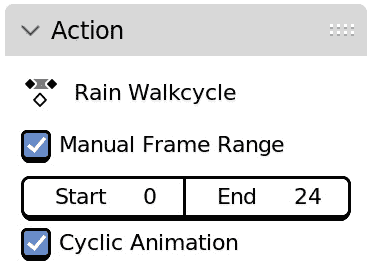 Action
Rain Walkcycle
Manual Frame Range
Start 0 End 24
Cyclic Animation